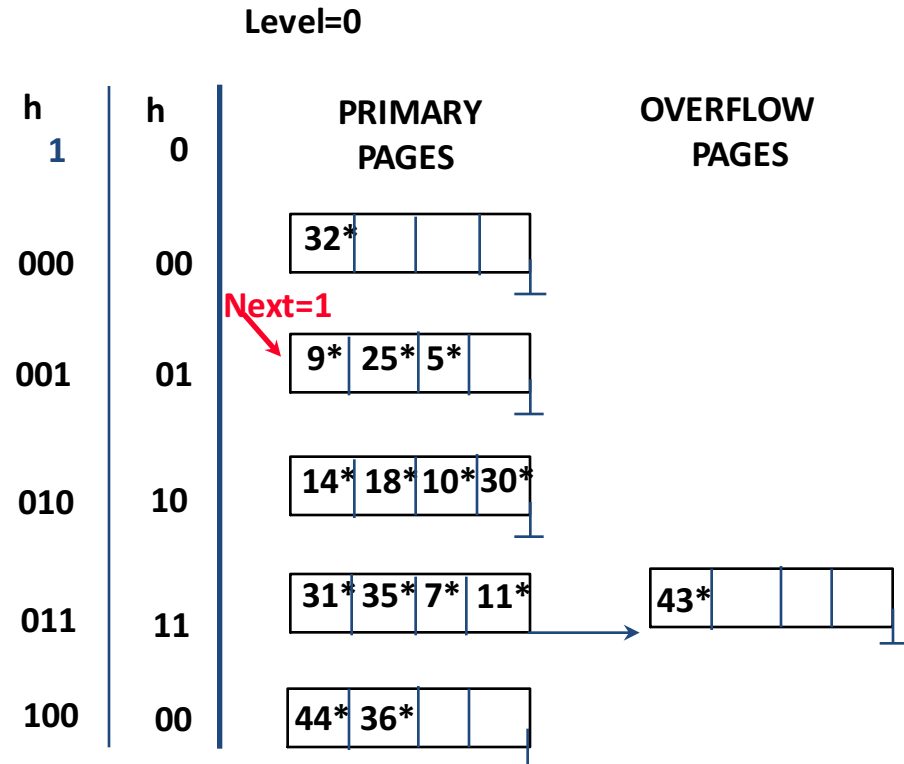 Level=0
h h PRIMARY OVERFLOW
1 0 PAGES PAGES
32*
000 00
Next=1
9* 25* 5*
001 01
14* 18* 10* 30*
010 10
31* 35* 7* 11* 43*
011 11
100 00 44* 36*